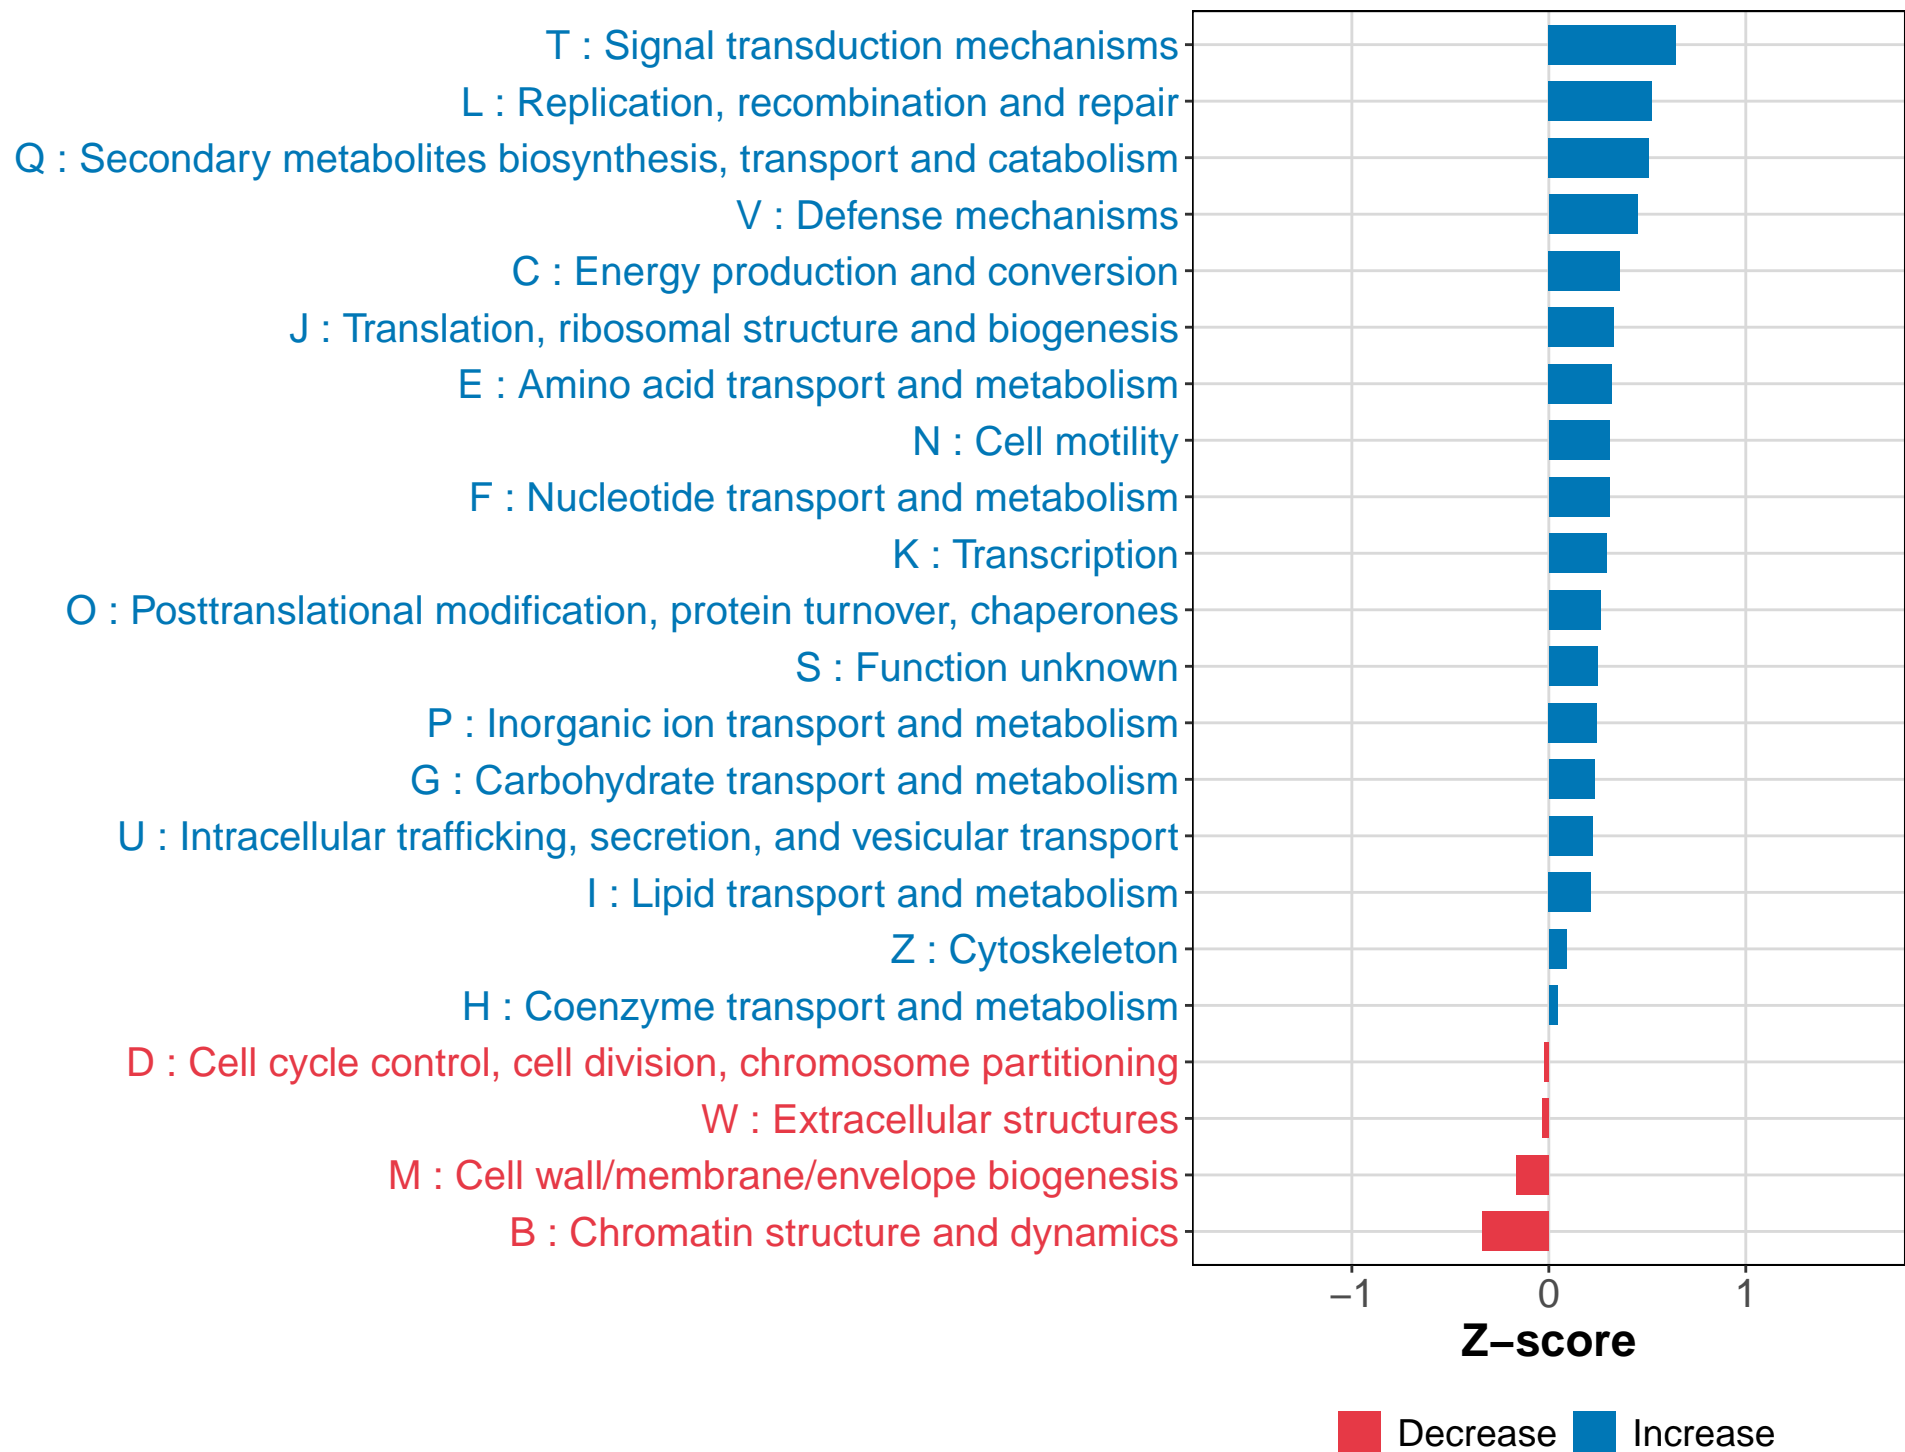 T : Signal transduction mechanisms
L : Replication, recombination and repair
Q : Secondary metabolites biosynthesis, transport and catabolism
V : Defense mechanisms
C : Energy production and conversion
J : Translation, ribosomal structure and biogenesis
E : Amino acid transport and metabolism
N : Cell motility
F : Nucleotide transport and metabolism
K : Transcription
O : Posttranslational modification, protein turnover, chaperones
S : Function unknown
P : Inorganic ion transport and metabolism
G : Carbohydrate transport and metabolism
U : Intracellular trafficking, secretion, and vesicular transport
I : Lipid transport and metabolism
Z : Cytoskeleton
H : Coenzyme transport and metabolism
D : Cell cycle control, cell division, chromosome partitioning
W : Extracellular structures
M : Cell wall/membrane/envelope biogenesis
B : Chromatin structure and dynamics
−1 0 1
Z−score
Decrease Increase